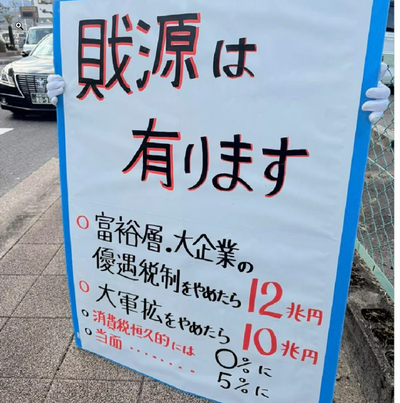 財源は
有ります
○富裕層・大企業の
優遇税制をやめたら12兆円
○大軍拡をやめたら10兆円
○消費税恒久的には0%に
○当面········5%に